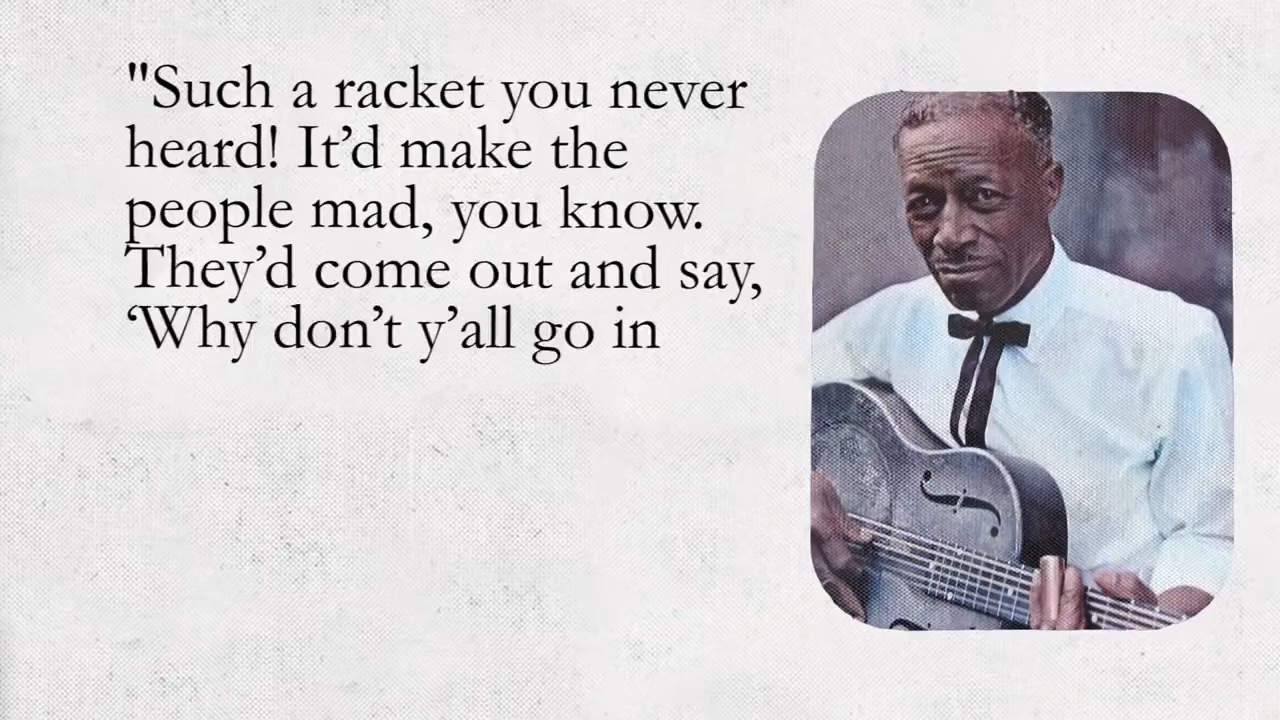 "Such a racket you never
heard! It’d make the
people mad, you know.
They’d come out and say,
‘Why don’t y’all go in